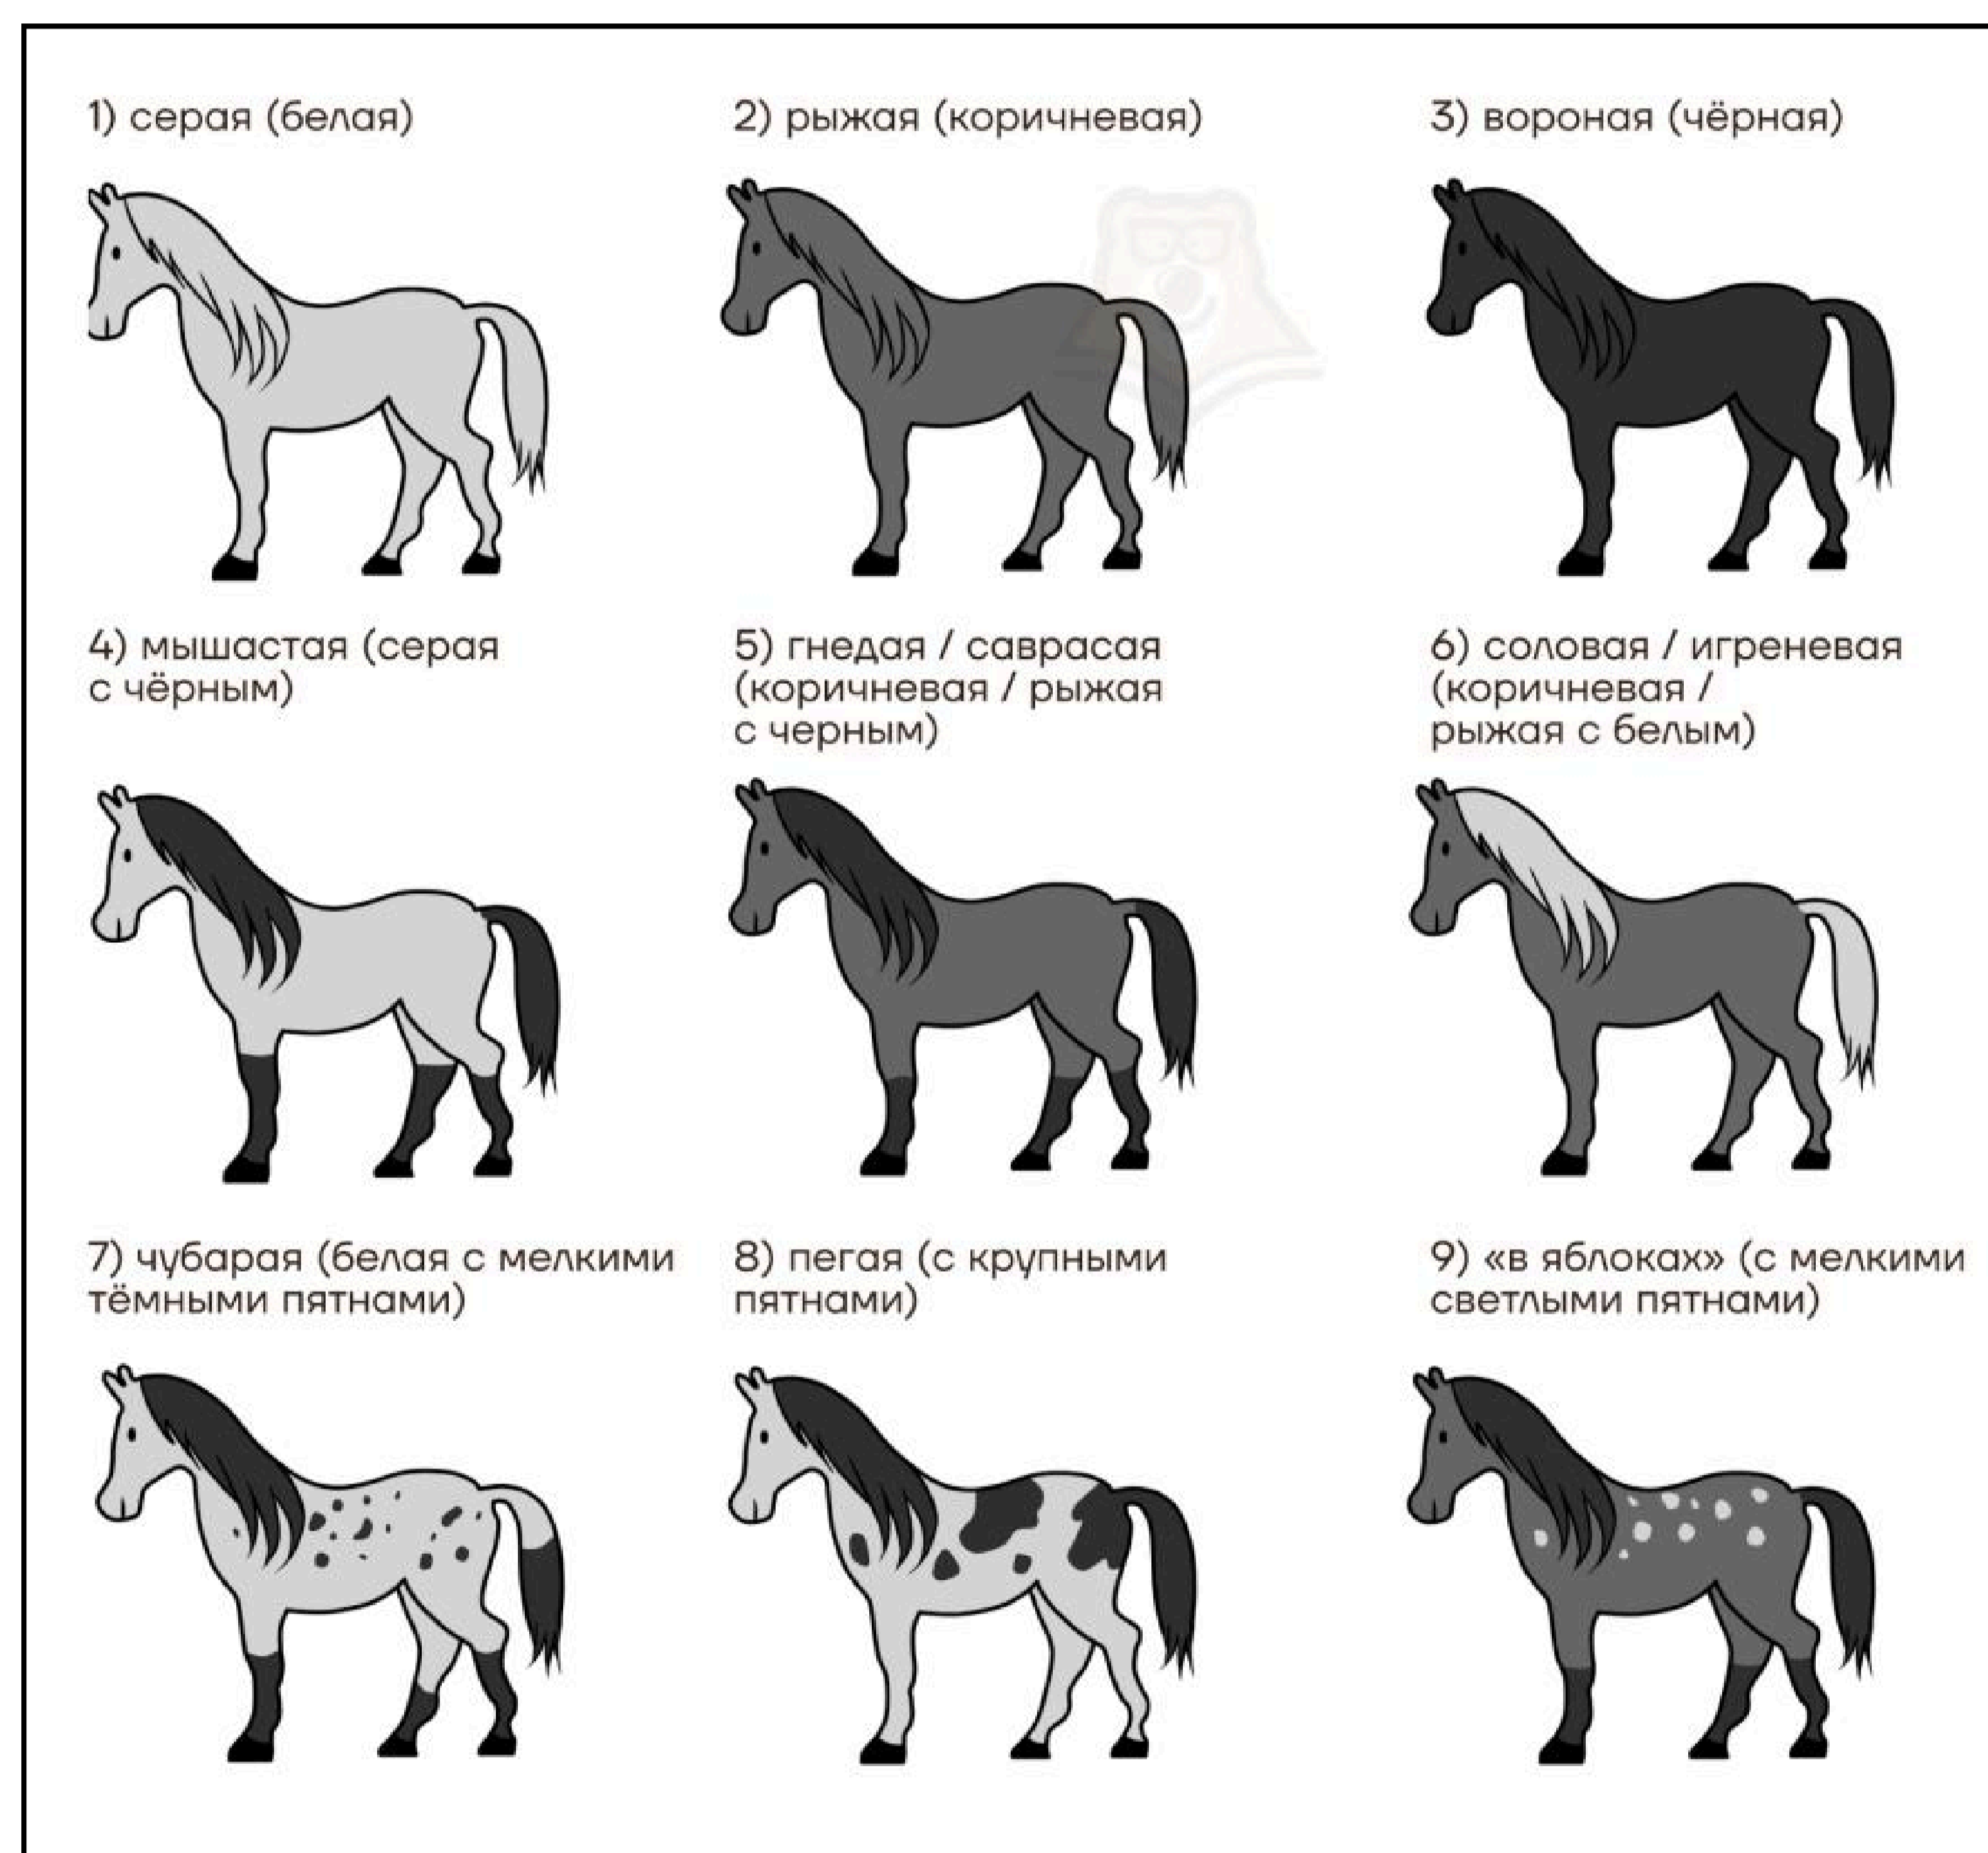 1) серая (белая)
2) рыжая (коричневая)
3) вороная (чёрная)
4) мышастая (серая
с чёрным)
5) гнедая / саврасая
(коричневая / рыжая
с черным)
6) соловая / игреневая
(коричневая /
рыжая с белым)
7) чубарая (белая с мелкими
тёмными пятнами)
8) пегая (с крупными
пятнами)
9) «в яблоках» (с мелкими
светлыми пятнами)